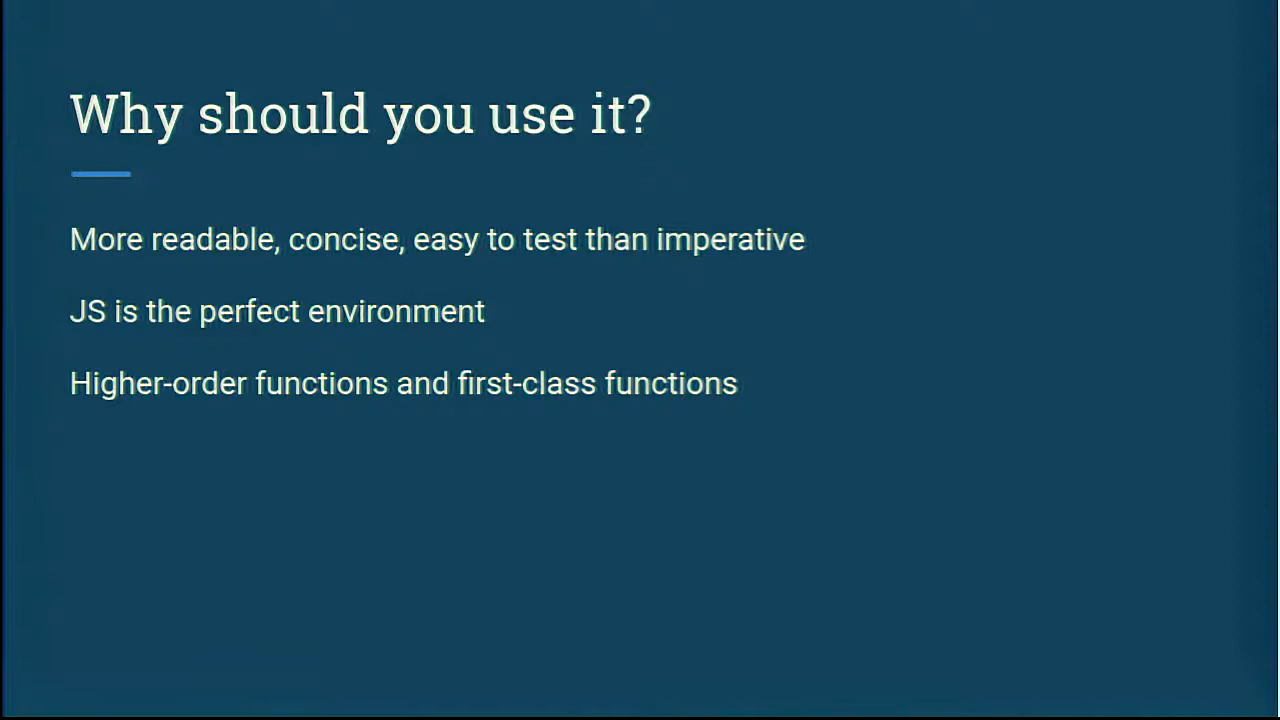 Why should you use it?
More readable, concise, easy to test than imperative
JS is the perfect environment
Higher-order functions and first-class functions